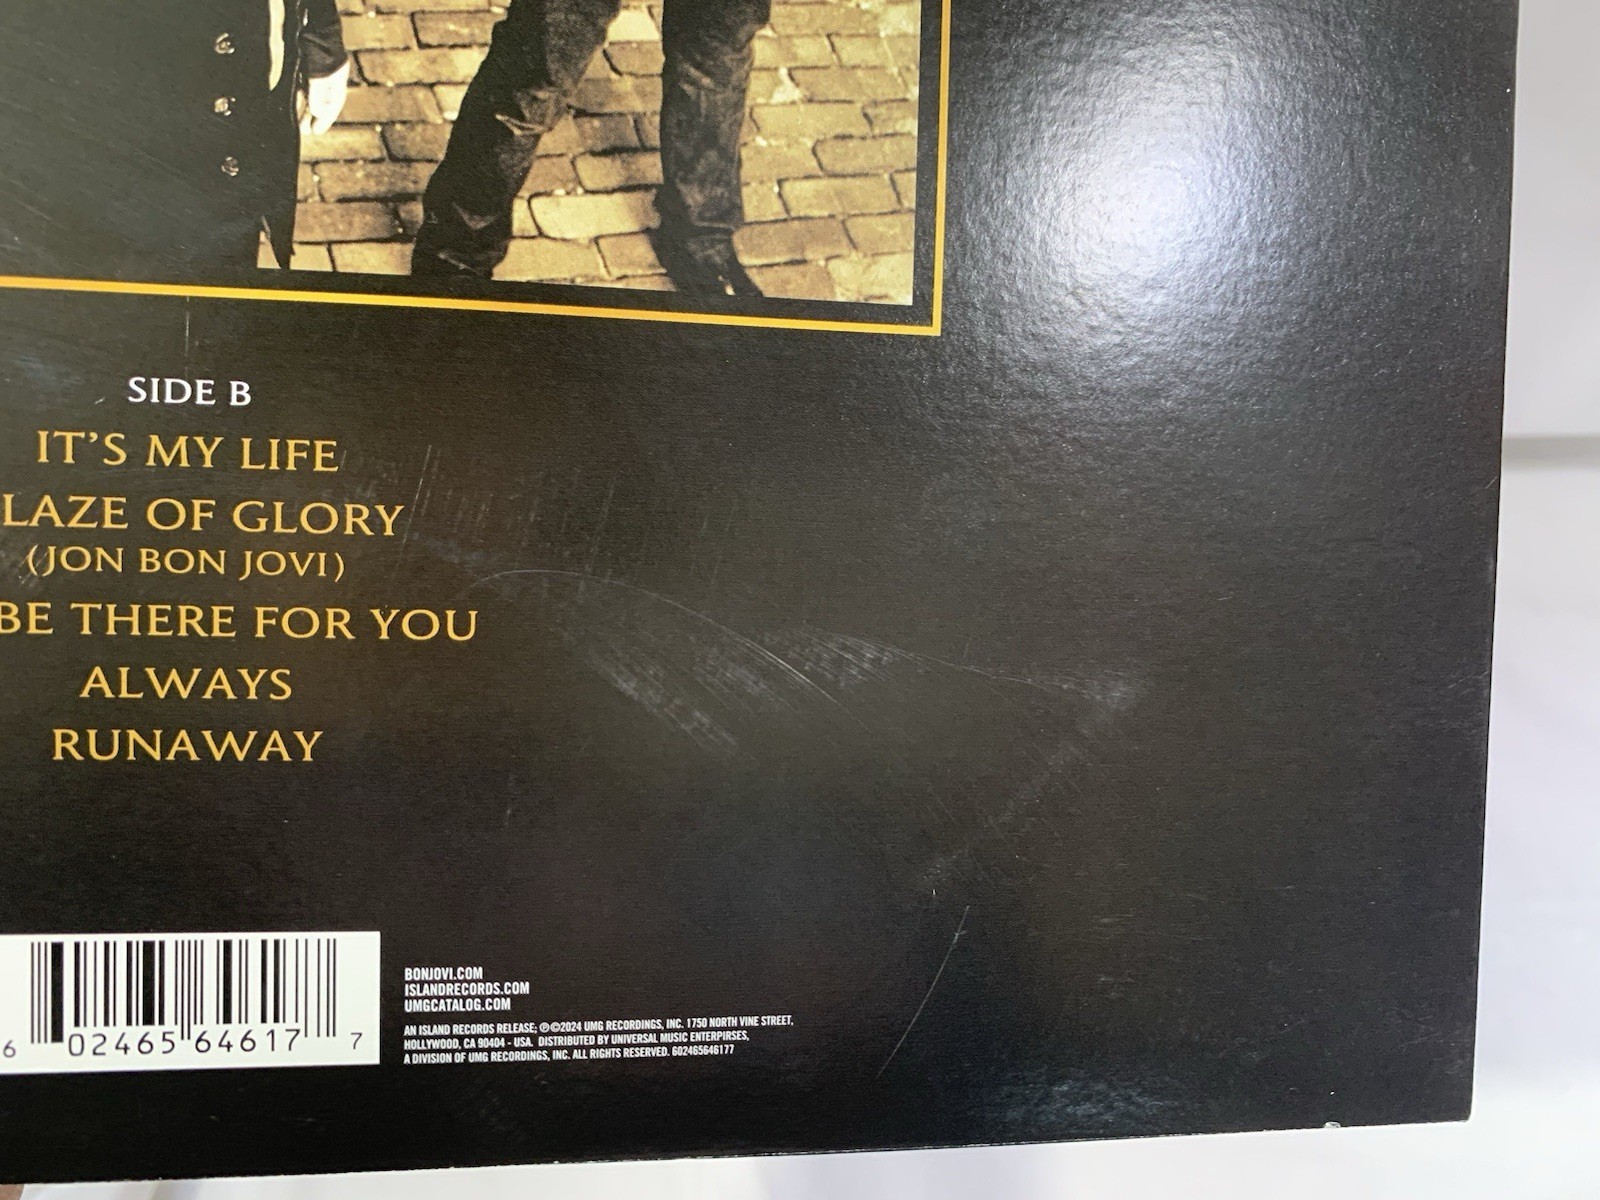 SIDE B
IT'S MY LIFE
LAZE OF GLORY
(JON BON JOVI)
BE THERE FOR YOU
ALWAYS
RUNAWAY
6 02465 64617 7
BONJOVI.COM
ISLANDRECORDS.COM
UMGCATALOG.COM
AN ISLAND RECORDS RELEASE; ℗©2024 UMG RECORDINGS, INC. 1750 NORTH VINE STREET,
HOLLYWOOD, CA 90404 - USA. DISTRIBUTED BY UNIVERSAL MUSIC ENTERPIRSES,
A DIVISION OF UMG RECORDINGS, INC. ALL RIGHTS RESERVED. 602465646177